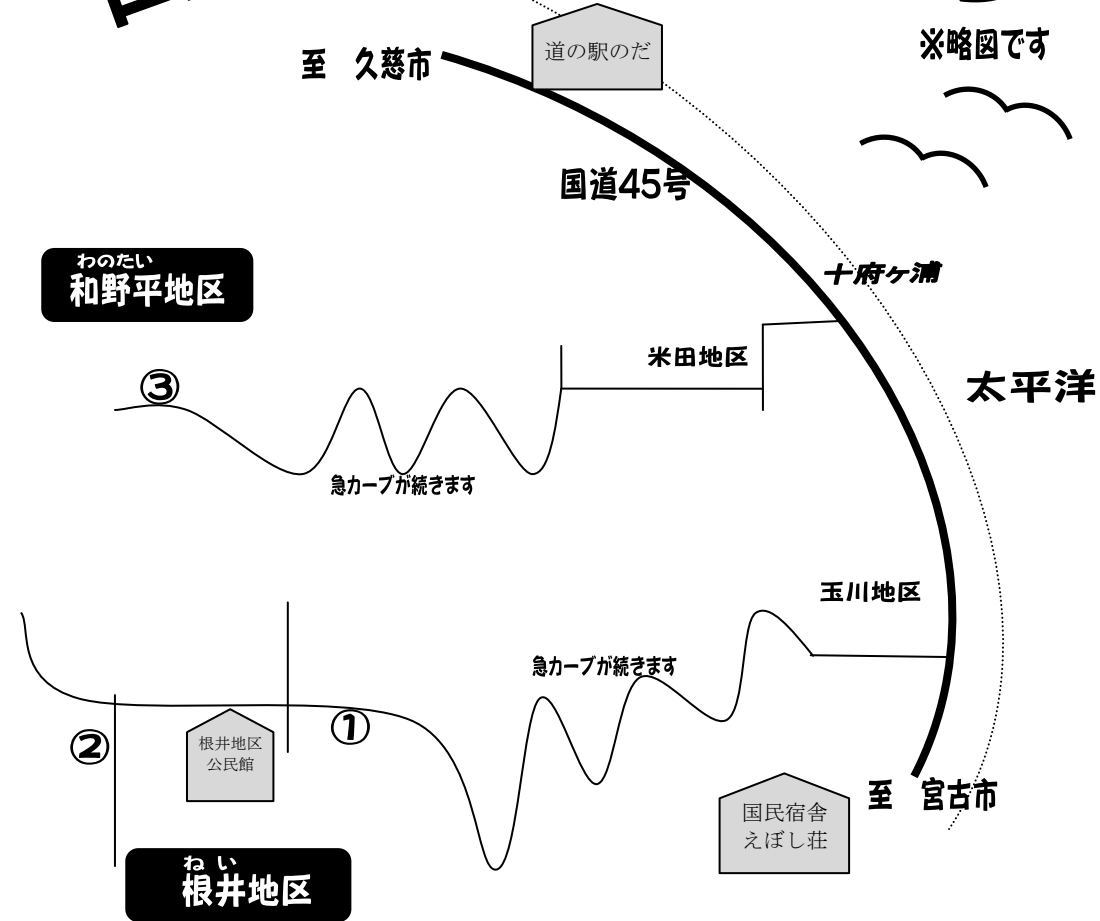 ※略図です
道の駅のだ
至　久慈市
国道45号
わのたい
和野平地区
十府ヶ浦
米田地区
太平洋
③
急カーブが続きます
玉川地区
急カーブが続きます
①
②
根井地区
公民館
至　宮古市
国民宿舎
えぼし荘
ねい
根井地区